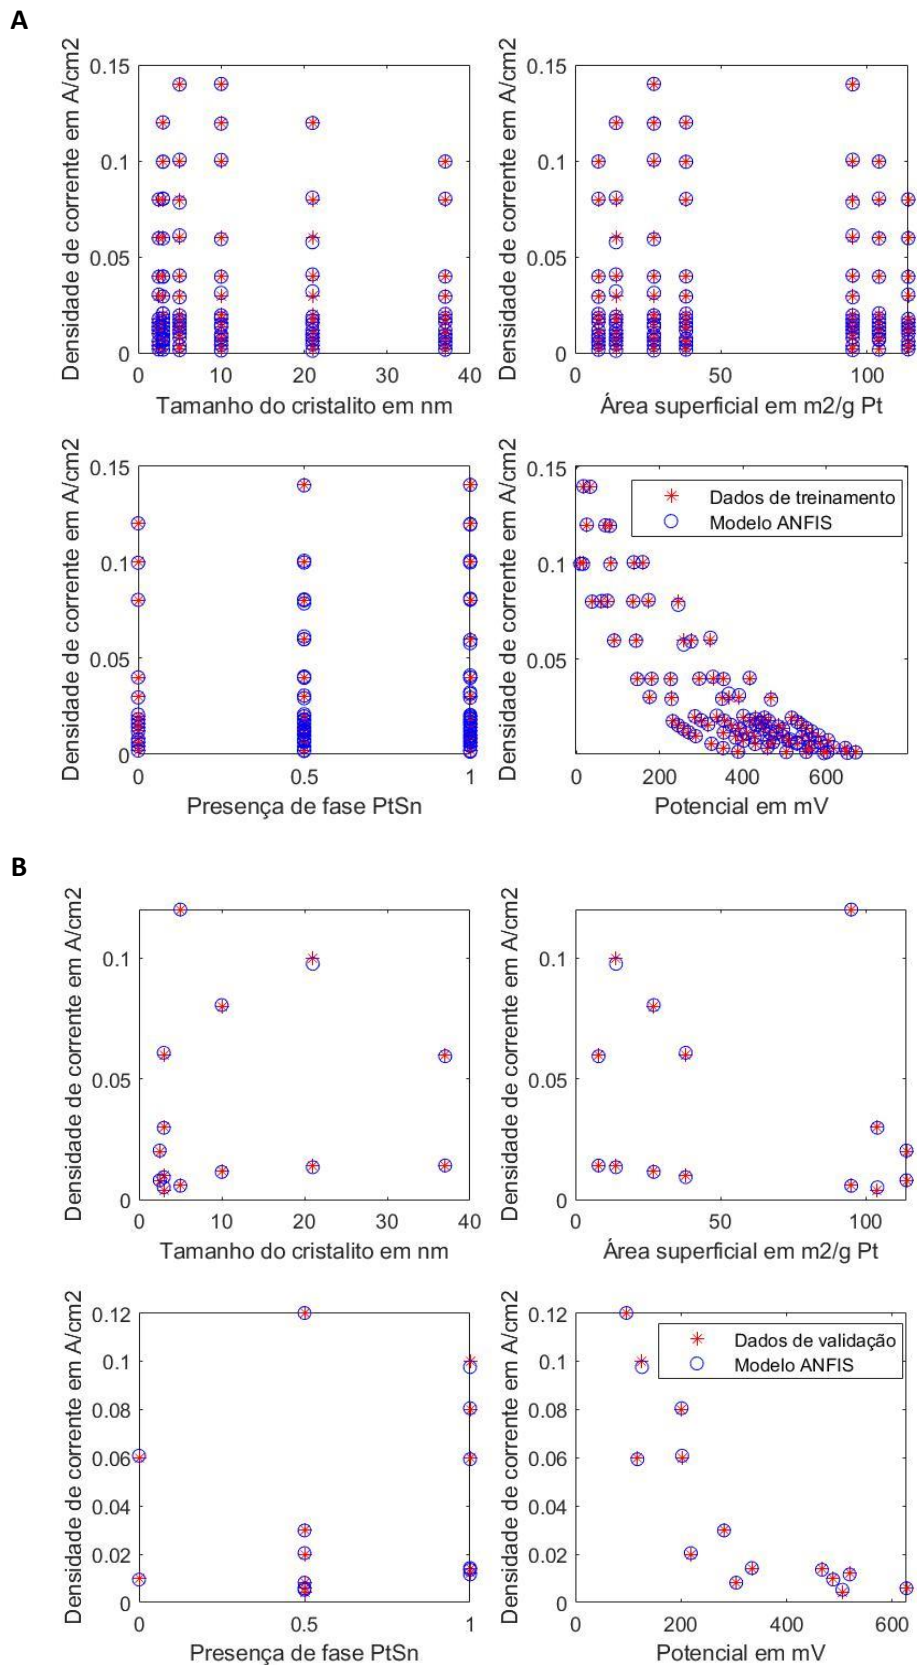 A
Densidade de corrente em A/cm2
0.15
0.1
0.05
0
0 10 20 30 40
Tamanho do cristalito em nm
Densidade de corrente em A/cm2
0.15
0.1
0.05
0
0 50 100
Área superficial em m2/g Pt
Densidade de corrente em A/cm2
0.15
0.1
0.05
0
0 0.5 1
Presença de fase PtSn
Densidade de corrente em A/cm2
0.15
0.1
0.05
0 200 400 600
Potencial em mV
Dados de treinamento
Modelo ANFIS
B
Densidade de corrente em A/cm2
0.1
0.05
0
0 10 20 30 40
Tamanho do cristalito em nm
Densidade de corrente em A/cm2
0.1
0.05
0
0 50 100
Área superficial em m2/g Pt
Densidade de corrente em A/cm2
0.12
0.1
0.08
0.06
0.04
0.02
0
0 0.5 1
Presença de fase PtSn
Densidade de corrente em A/cm2
0.12
0.1
0.08
0.06
0.04
0.02
0
0 200 400 600
Potencial em mV
Dados de validação
Modelo ANFIS